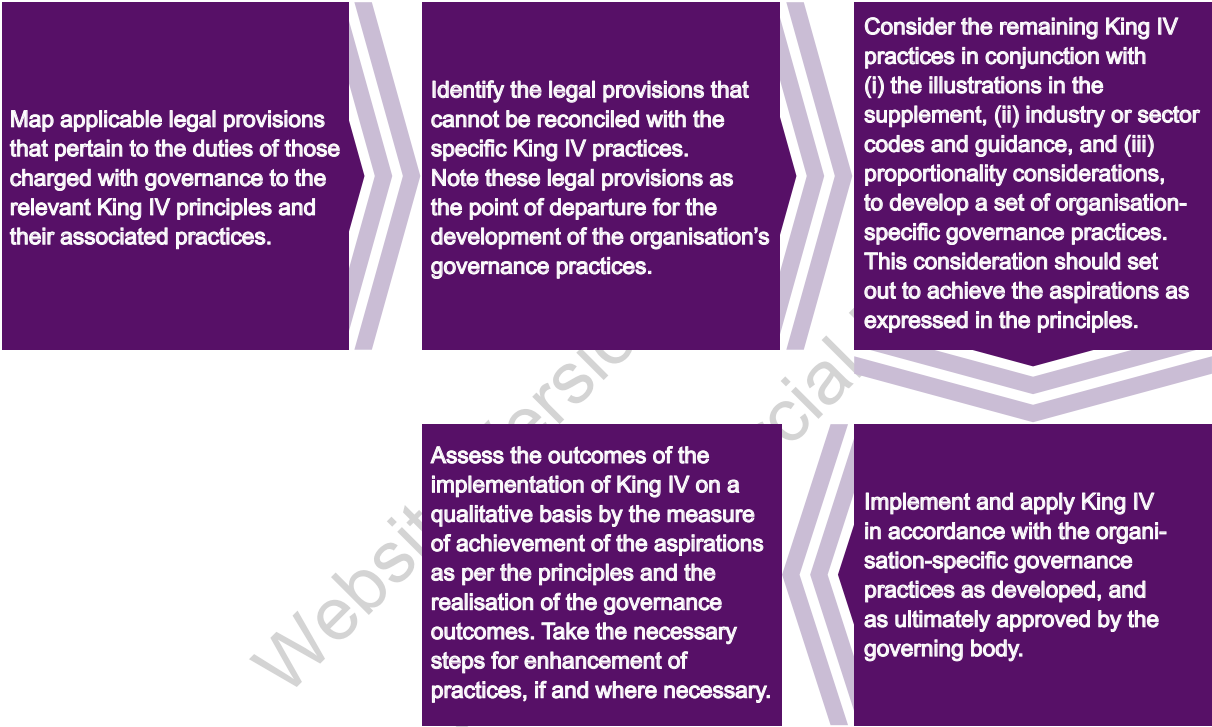 Map applicable legal provisions
that pertain to the duties of those
charged with governance to the
relevant King IV principles and
their associated practices.
Identify the legal provisions that
cannot be reconciled with the
specific King IV practices.
Note these legal provisions as
the point of departure for the
development of the organisation’s
governance practices.
Consider the remaining King IV
practices in conjunction with
(i) the illustrations in the
supplement, (ii) industry or sector
codes and guidance, and (iii)
proportionality considerations,
to develop a set of organisation-
specific governance practices.
This consideration should set
out to achieve the aspirations as
expressed in the principles.
Implement and apply King IV
in accordance with the organi-
sation-specific governance
practices as developed, and
as ultimately approved by the
governing body.
Assess the outcomes of the
implementation of King IV on a
qualitative basis by the measure
of achievement of the aspirations
as per the principles and the
realisation of the governance
outcomes. Take the necessary
steps for enhancement of
practices, if and where necessary.